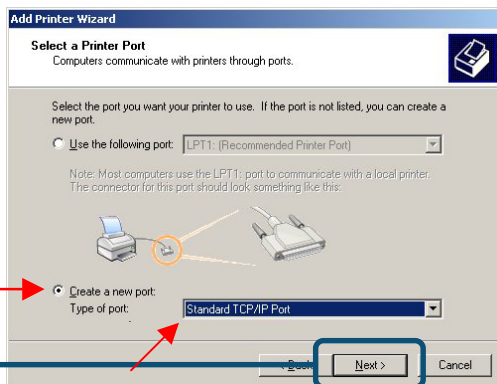 Add Printer Wizard
Select a Printer Port
Computers communicate with printers through ports.
Select the port you want your printer to use. If the port is not listed, you can create a
new port.
Use the following port: LPT1: (Recommended Printer Port)
Note: Most computers use the LPT1: port to communicate with a local printer.
The connector for this port should look something like this:
Create a new port:
Type of port: Standard TCP/IP Port
< Back Next > Cancel